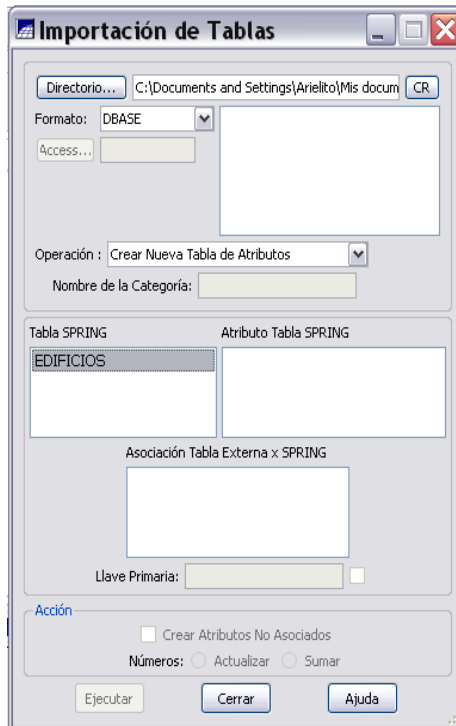 Importación de Tablas
Directorio... C:\Documents and Settings\Arielito\Mis docum CR
Formato: DBASE
Access...
Operación : Crear Nueva Tabla de Atributos
Nombre de la Categoría:
Tabla SPRING Atributo Tabla SPRING
EDIFICIOS
Asociación Tabla Externa x SPRING
Llave Primaria:
Acción
Crear Atributos No Asociados
Números: Actualizar Sumar
Ejecutar Cerrar Ajuda